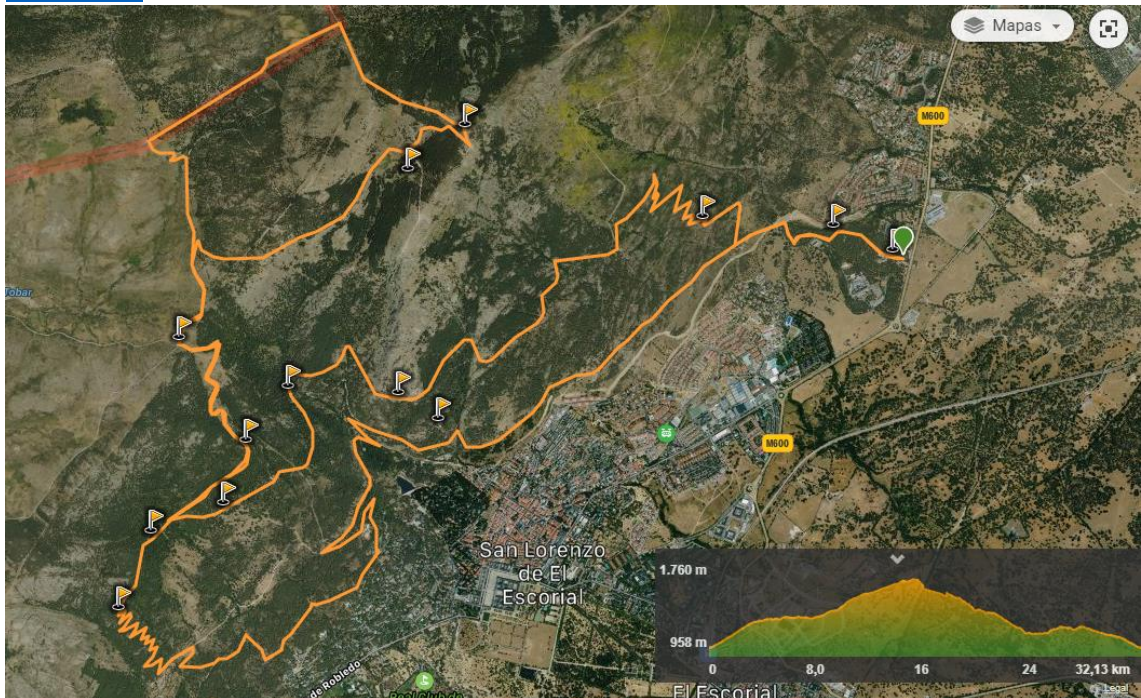 Mapas
M600
Tobar
M600
San Lorenzo
de El
Escorial
de Robledo
El Escorial
1.760 m
958 m
0
8,0
16
24
32,13 km
Legal